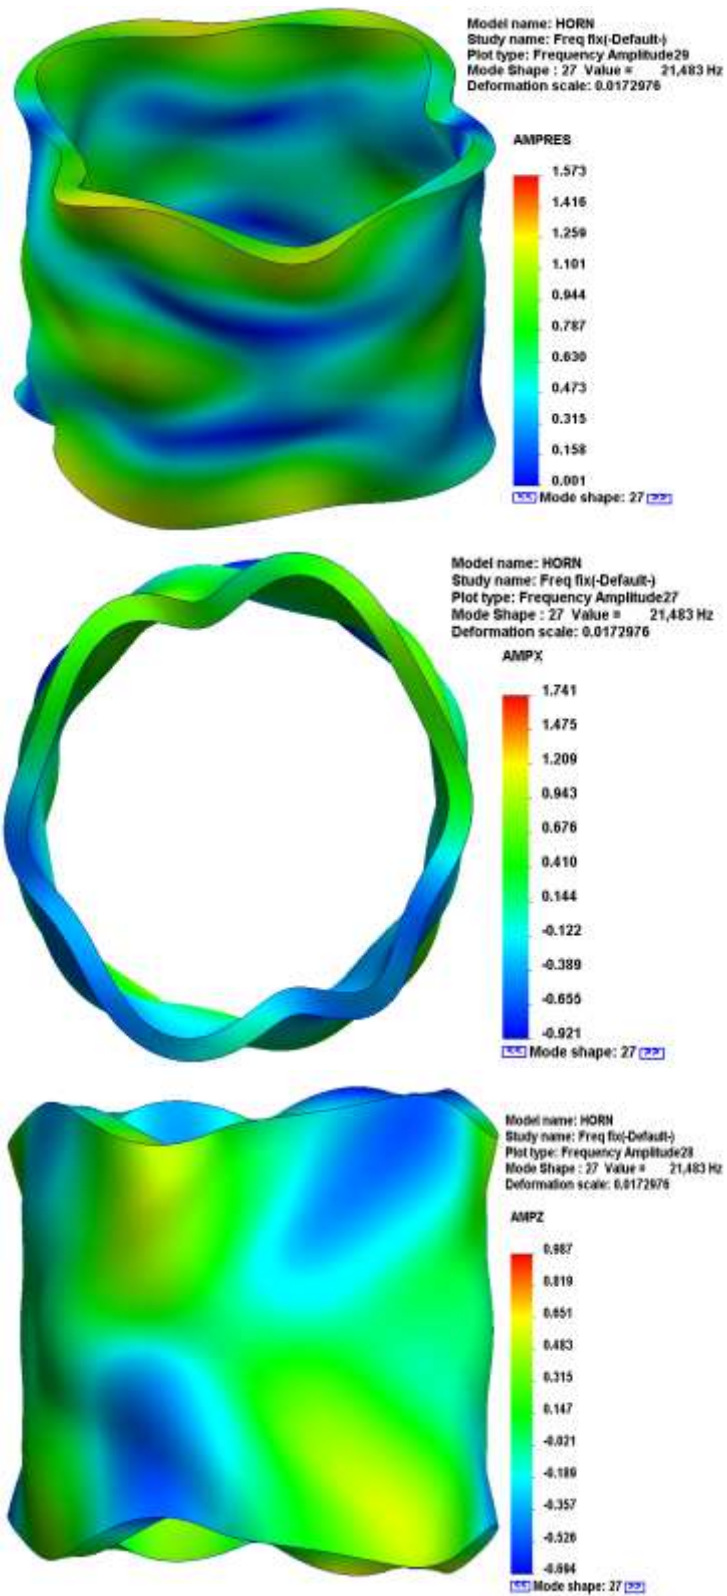 Model name: HORN
Study name: Freq fix(-Default-)
Plot type: Frequency Amplitude29
Mode Shape : 27 Value = 21,483 Hz
Deformation scale: 0.0172976
AMPRES
1.573
1.416
1.259
1.101
0.944
0.787
0.630
0.473
0.315
0.158
0.001
<< Mode shape: 27 >>
Model name: HORN
Study name: Freq fix(-Default-)
Plot type: Frequency Amplitude27
Mode Shape : 27 Value = 21,483 Hz
Deformation scale: 0.0172976
AMPX
1.741
1.475
1.209
0.943
0.676
0.410
0.144
-0.122
-0.389
-0.655
-0.921
<< Mode shape: 27 >>
Model name: HORN
Study name: Freq fix(-Default-)
Plot type: Frequency Amplitude28
Mode Shape : 27 Value = 21,483 Hz
Deformation scale: 0.0172976
AMPZ
0.987
0.819
0.651
0.483
0.315
0.147
-0.021
-0.189
-0.357
-0.526
-0.694
<< Mode shape: 27 >>